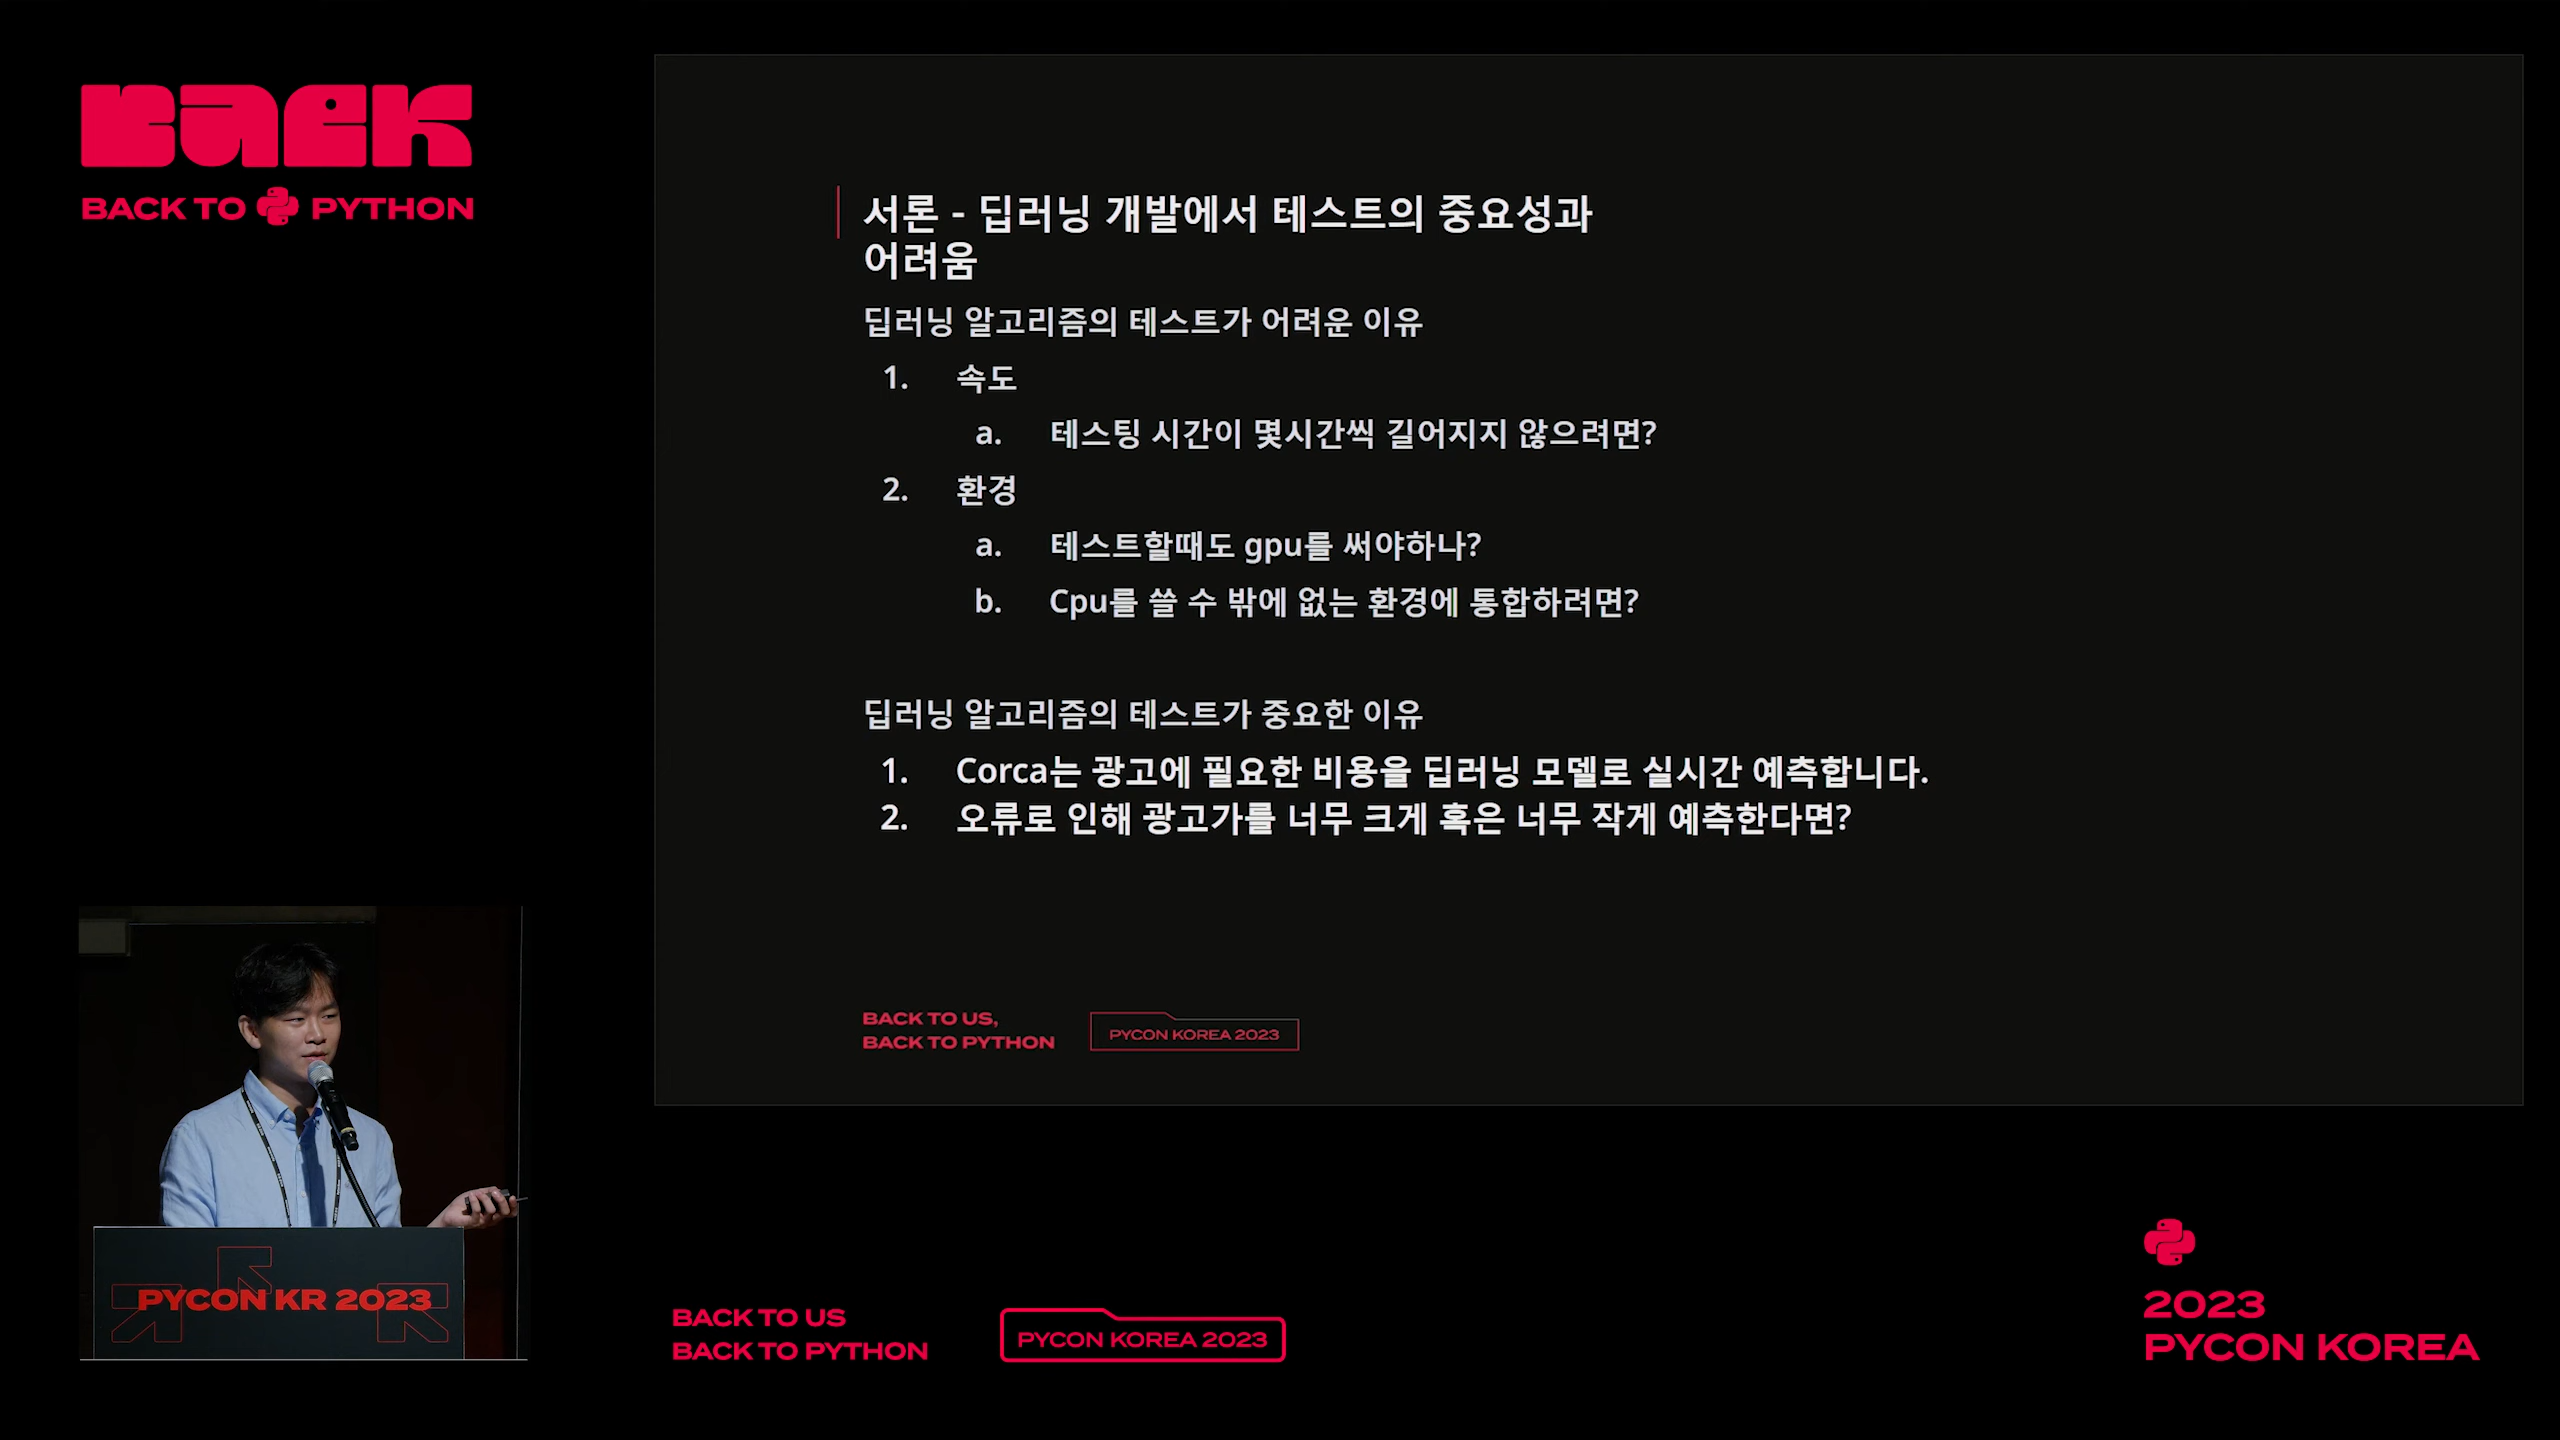 BACK
BACK TO PYTHON
서론 - 딥러닝 개발에서 테스트의 중요성과
어려움
딥러닝 알고리즘의 테스트가 어려운 이유
1. 속도
a. 테스팅 시간이 몇시간씩 길어지지 않으려면?
2. 환경
a. 테스트할때도 gpu를 써야하나?
b. Cpu를 쓸 수 밖에 없는 환경에 통합하려면?
딥러닝 알고리즘의 테스트가 중요한 이유
1. Corca는 광고에 필요한 비용을 딥러닝 모델로 실시간 예측합니다.
2. 오류로 인해 광고가를 너무 크게 혹은 너무 작게 예측한다면?
BACK TO US,
BACK TO PYTHON
PYCON KOREA 2023
PYCON KR 2023
BACK TO US
BACK TO PYTHON
PYCON KOREA 2023
2023
PYCON KOREA